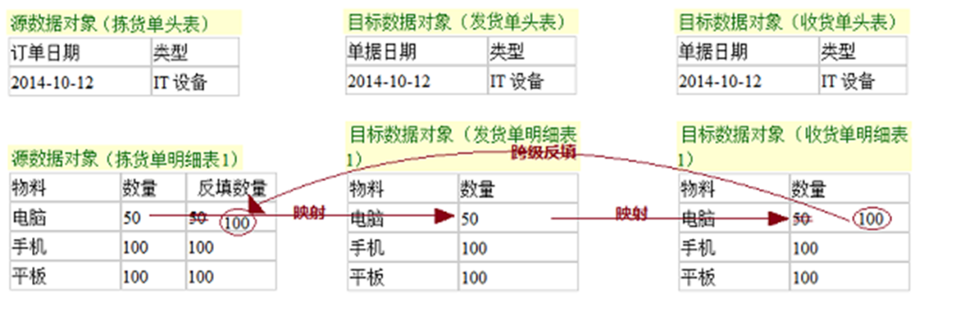 源数据对象（拣货单头表）
订单日期 类型
2014-10-12 IT 设备
目标数据对象（发货单头表）
单据日期 类型
2014-10-12 IT 设备
目标数据对象（收货单头表）
单据日期 类型
2014-10-12 IT 设备
源数据对象（拣货单明细表1）
物料 数量 反填数量
电脑 50 50 100
手机 100 100
平板 100 100
映射
目标数据对象（发货单明细表
1）
物料 数量
电脑 50
手机 100
平板 100
跨级反填
映射
目标数据对象（收货单明细表
1）
物料 数量
电脑 50 100
手机 100
平板 100